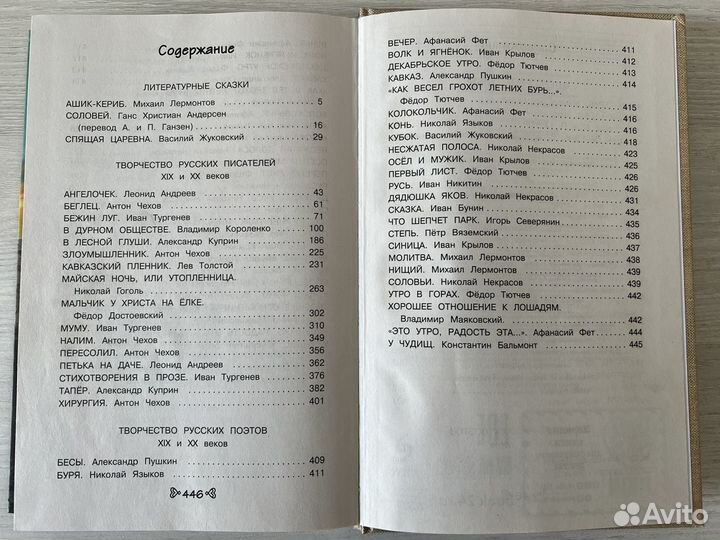 Содержание
ЛИТЕРАТУРНЫЕ СКАЗКИ
АШИК-КЕРИБ. Михаил Лермонтов 5
СОЛОВЕЙ. Ганс Христиан Андерсен
(перевод А. и П. Ганзен) 16
СПЯЩАЯ ЦАРЕВНА. Василий Жуковский 29
ТВОРЧЕСТВО РУССКИХ ПИСАТЕЛЕЙ
XIX и XX веков
АНГЕЛОЧЕК. Леонид Андреев 43
БЕГЛЕЦ. Антон Чехов 61
БЕЖИН ЛУГ. Иван Тургенев 71
В ДУРНОМ ОБЩЕСТВЕ. Владимир Короленко 100
В ЛЕСНОЙ ГЛУШИ. Александр Куприн 186
ЗЛОУМЫШЛЕННИК. Антон Чехов 225
КАВКАЗСКИЙ ПЛЕННИК. Лев Толстой 231
МАЙСКАЯ НОЧЬ, ИЛИ УТОПЛЕННИЦА.
Николай Гоголь 263
МАЛЬЧИК У ХРИСТА НА ЁЛКЕ.
Фёдор Достоевский 302
МУМУ. Иван Тургенев 310
НАЛИМ. Антон Чехов 349
ПЕРЕСОЛИЛ. Антон Чехов 356
ПЕТЬКА НА ДАЧЕ. Леонид Андреев 362
СТИХОТВОРЕНИЯ В ПРОЗЕ. Иван Тургенев 376
ТАПЁР. Александр Куприн 382
ХИРУРГИЯ. Антон Чехов 401
ТВОРЧЕСТВО РУССКИХ ПОЭТОВ
XIX и XX веков
БЕСЫ. Александр Пушкин 409
БУРЯ. Николай Языков 411
446
ВЕЧЕР. Афанасий Фет 411
ВОЛК И ЯГНЁНОК. Иван Крылов 412
ДЕКАБРЬСКОЕ УТРО. Фёдор Тютчев 413
КАВКАЗ. Александр Пушкин 414
«КАК ВЕСЕЛ ГРОХОТ ЛЕТНИХ БУРЬ...»
Фёдор Тютчев 415
КОЛОКОЛЬЧИК. Афанасий Фет 416
КОНЬ. Николай Языков 416
КУБОК. Василий Жуковский 418
НЕСЖАТАЯ ПОЛОСА. Николай Некрасов 423
ОСЁЛ И МУЖИК. Иван Крылов 425
ПЕРВЫЙ ЛИСТ. Фёдор Тютчев
РУСЬ. Иван Никитин
ДЯДЮШКА ЯКОВ. Николай Некрасов
СКАЗКА. Иван Бунин 434
ЧТО ШЕПЧЕТ ПАРК. Игорь Северянин 435
СТЕПЬ. Пётр Вяземский 436
СИНИЦА. Иван Крылов 437
МОЛИТВА. Михаил Лермонтов 438
НИЩИЙ. Михаил Лермонтов 439
СОЛОВЬИ. Николай Некрасов 439
УТРО В ГОРАХ. Фёдор Тютчев 442
ХОРОШЕЕ ОТНОШЕНИЕ К ЛОШАДЯМ.
Владимир Маяковский. 442
«ЭТО УТРО, РАДОСТЬ ЭТА...». Афанасий Фет 444
У ЧУДИЩ. Константин Бальмонт 445
Avito